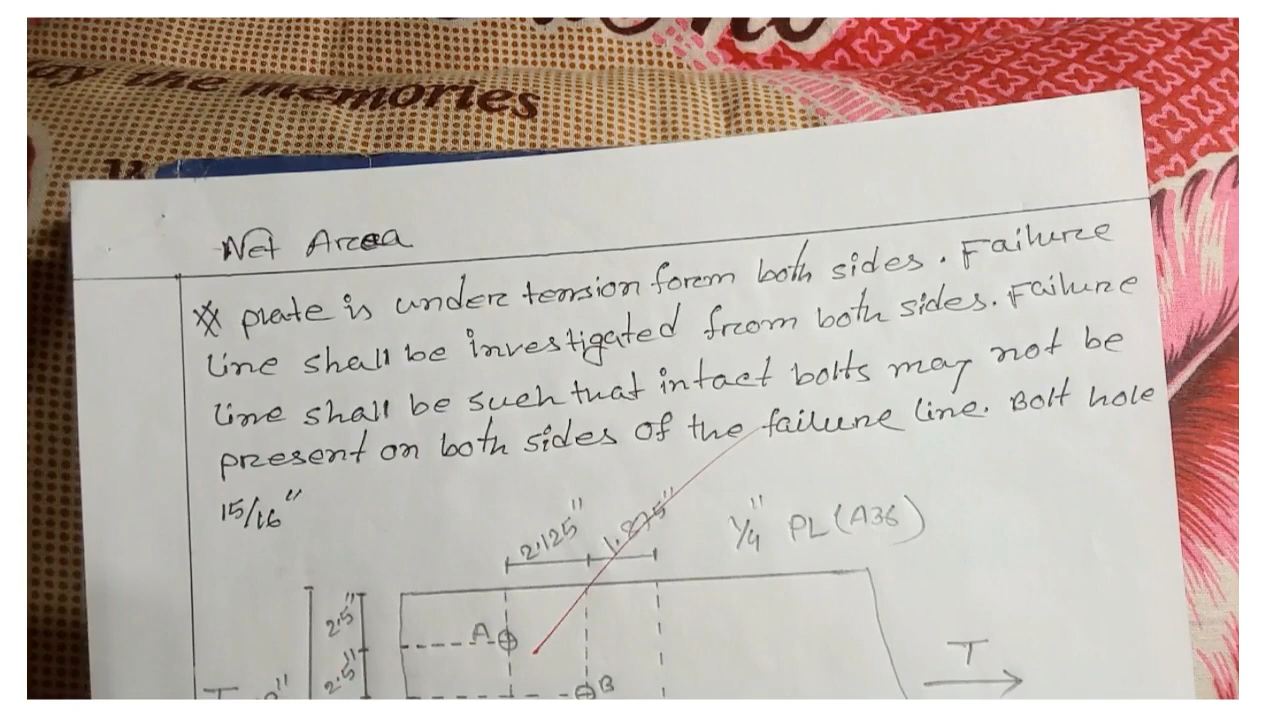 ay the memories
Net Area
※ plate is under tension form both sides. Failure
line shall be investigated from both sides. Failure
line shall be such that intact bolts may not be
present on both sides of the failure line. Bolt hole
15/16"
2.125" 1.875" 1/4" PL (A36)
2.5"
A
T
2.5"
B